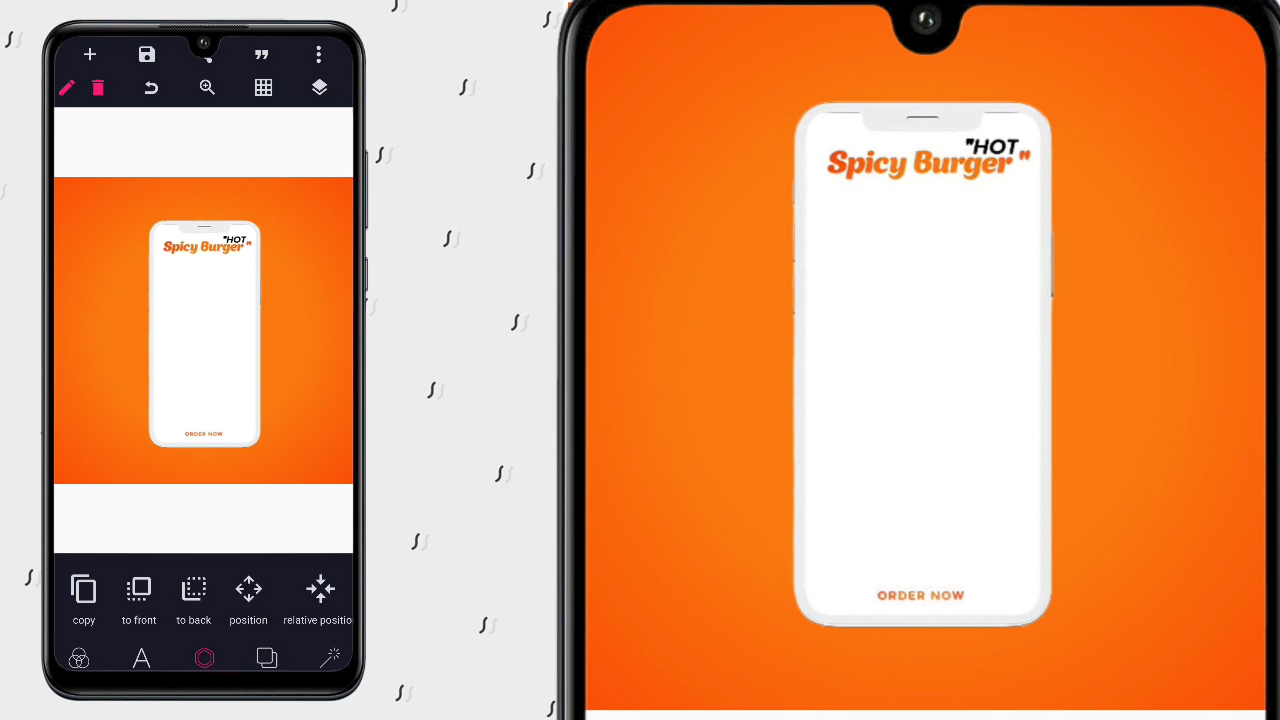 "HOT
Spicy Burger "
ORDER NOW
copy
to front
to back
position
relative positio
"HOT
Spicy Burger "
ORDER NOW